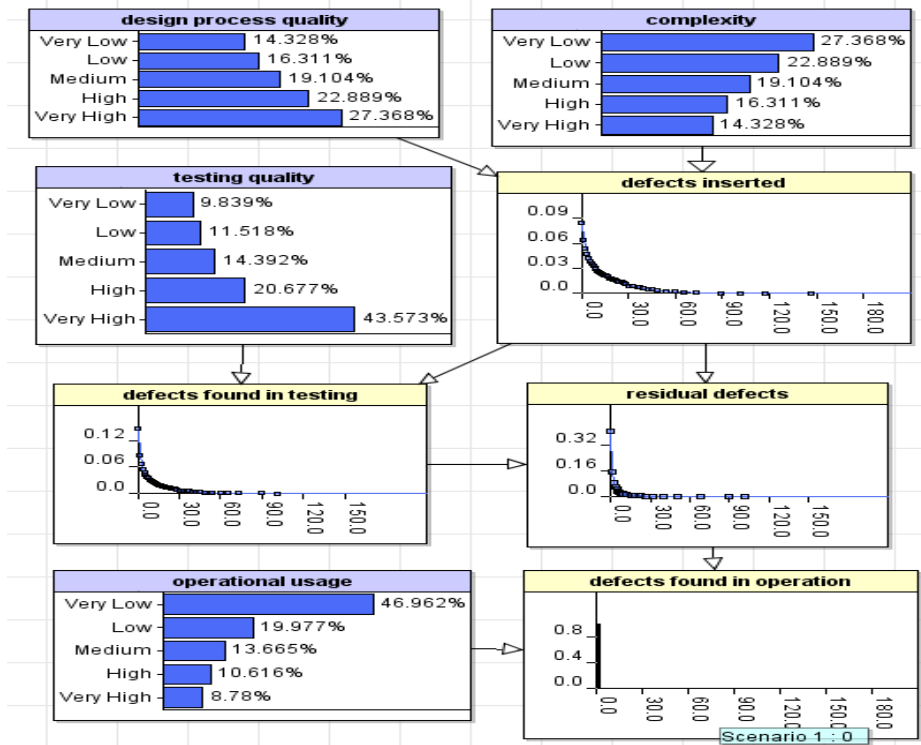 design process quality
Very Low 14.328%
Low 16.311%
Medium 19.104%
High 22.889%
Very High 27.368%
complexity
Very Low 27.368%
Low 22.889%
Medium 19.104%
High 16.311%
Very High 14.328%
testing quality
Very Low 9.839%
Low 11.518%
Medium 14.392%
High 20.677%
Very High 43.573%
defects inserted
0.09
0.06
0.03
0.0
0.0 30.0 60.0 90.0 120.0 150.0 180.0
defects found in testing
0.12
0.06
0.0
0.0 30.0 60.0 90.0 120.0 150.0
residual defects
0.32
0.16
0.0
0.0 30.0 60.0 90.0 120.0 150.0
operational usage
Very Low 46.962%
Low 19.977%
Medium 13.665%
High 10.616%
Very High 8.78%
defects found in operation
0.8
0.4
0.0
0.0 30.0 60.0 90.0 120.0 150.0 180.0
Scenario 1 : 0